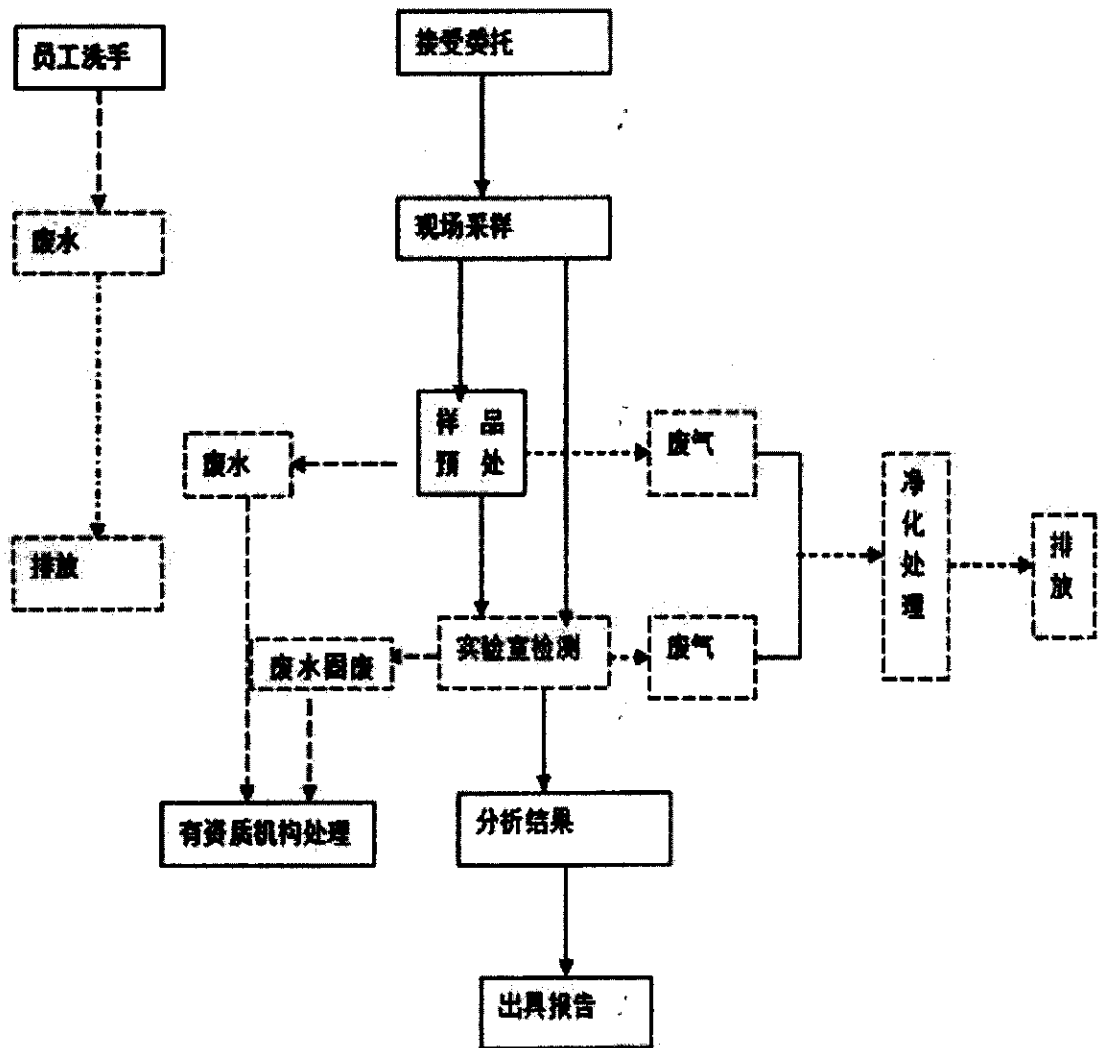 员工洗手
接受委托
废水
现场采样
样 品
预 处
废水
废气
净
化
处
理
排
放
排放
实验室检测
废气
废水固废
有资质机构处理
分析结果
出具报告